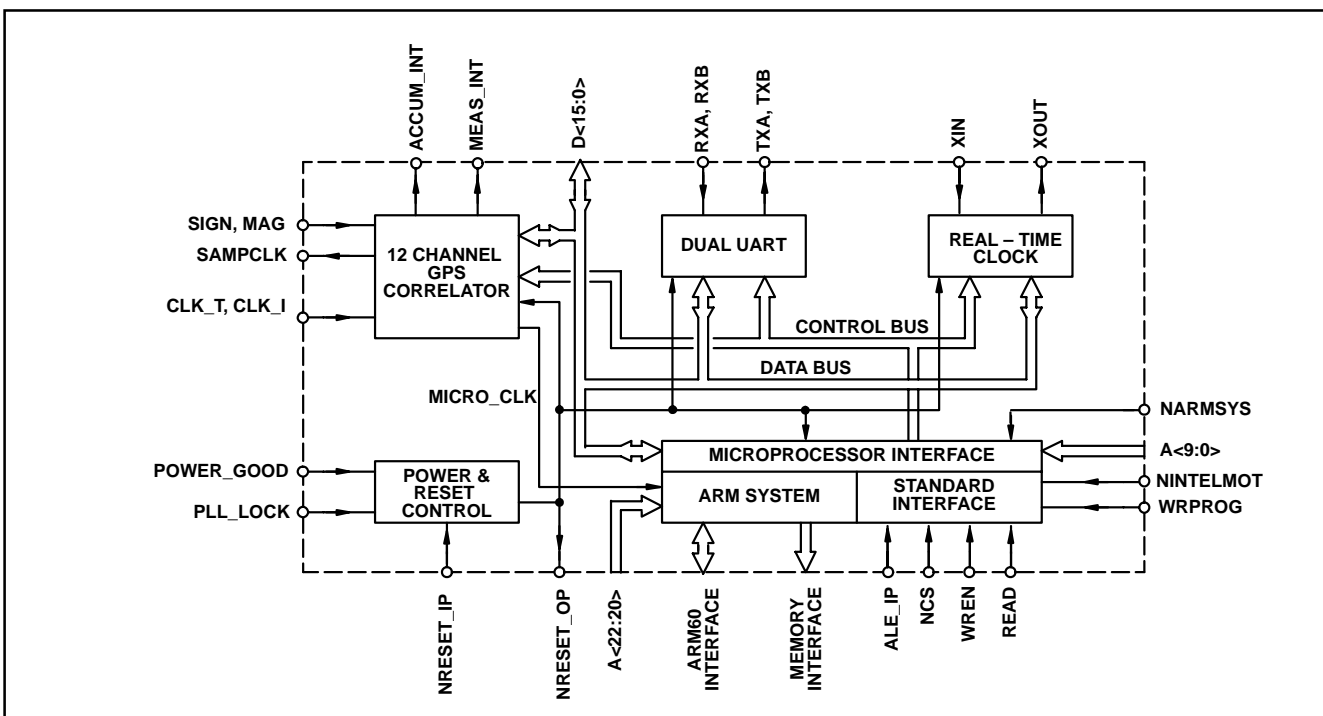 ACCUM_INT
MEAS_INT
D<15:0>
RXA, RXB
TXA, TXB
XIN
XOUT
SIGN, MAG
SAMPCLK
CLK_T, CLK_I
12 CHANNEL
GPS
CORRELATOR
DUAL UART
REAL – TIME
CLOCK
CONTROL BUS
DATA BUS
MICRO_CLK
NARMSYS
A<9:0>
NINTELMOT
WRPROG
POWER_GOOD
PLL_LOCK
POWER &
RESET
CONTROL
MICROPROCESSOR INTERFACE
ARM SYSTEM
STANDARD
INTERFACE
NRESET_IP
NRESET_OP
A<22:20>
ARM60
INTERFACE
MEMORY
INTERFACE
ALE_IP
NCS
WREN
READ